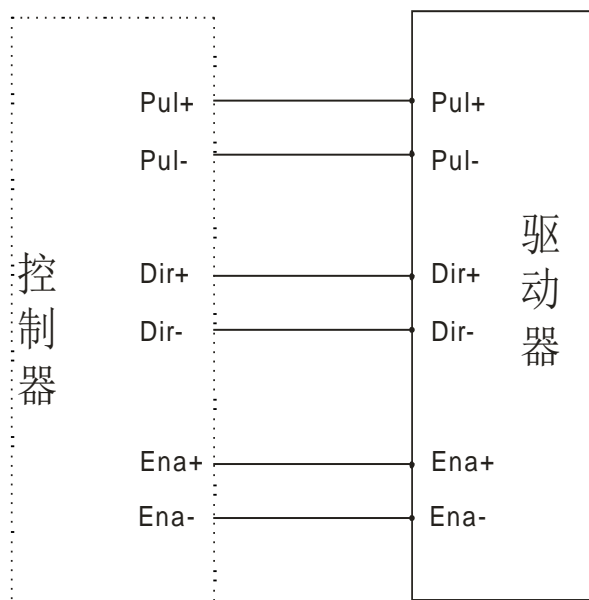 控制器
Pul+
Pul-
Dir+
Dir-
Ena+
Ena-
Pul+
Pul-
Dir+
Dir-
Ena+
Ena-
驱动器